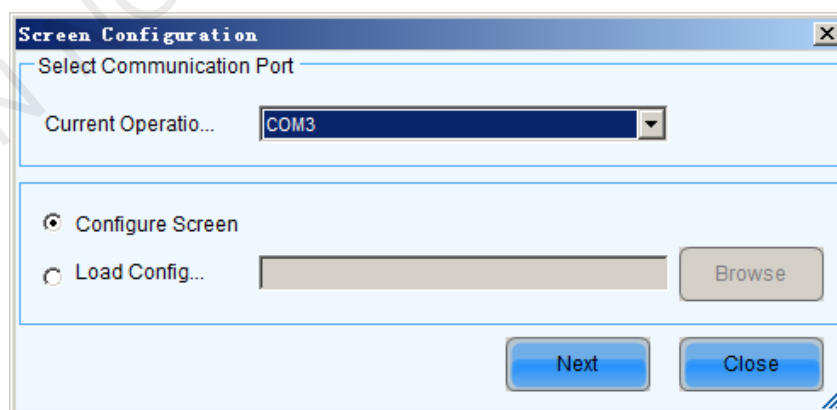 Screen Configuration
Select Communication Port
Current Operatio...
COM3
Configure Screen
Load Config...
Browse
Next
Close